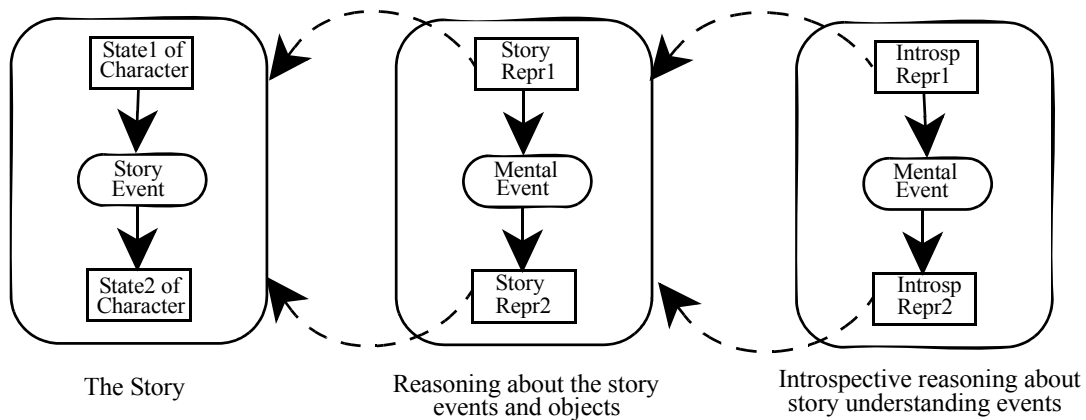 State1 of
Character
Story
Event
State2 of
Character
The Story
Story
Repr1
Mental
Event
Story
Repr2
Reasoning about the story
events and objects
Introsp
Repr1
Mental
Event
Introsp
Repr2
Introspective reasoning about
story understanding events